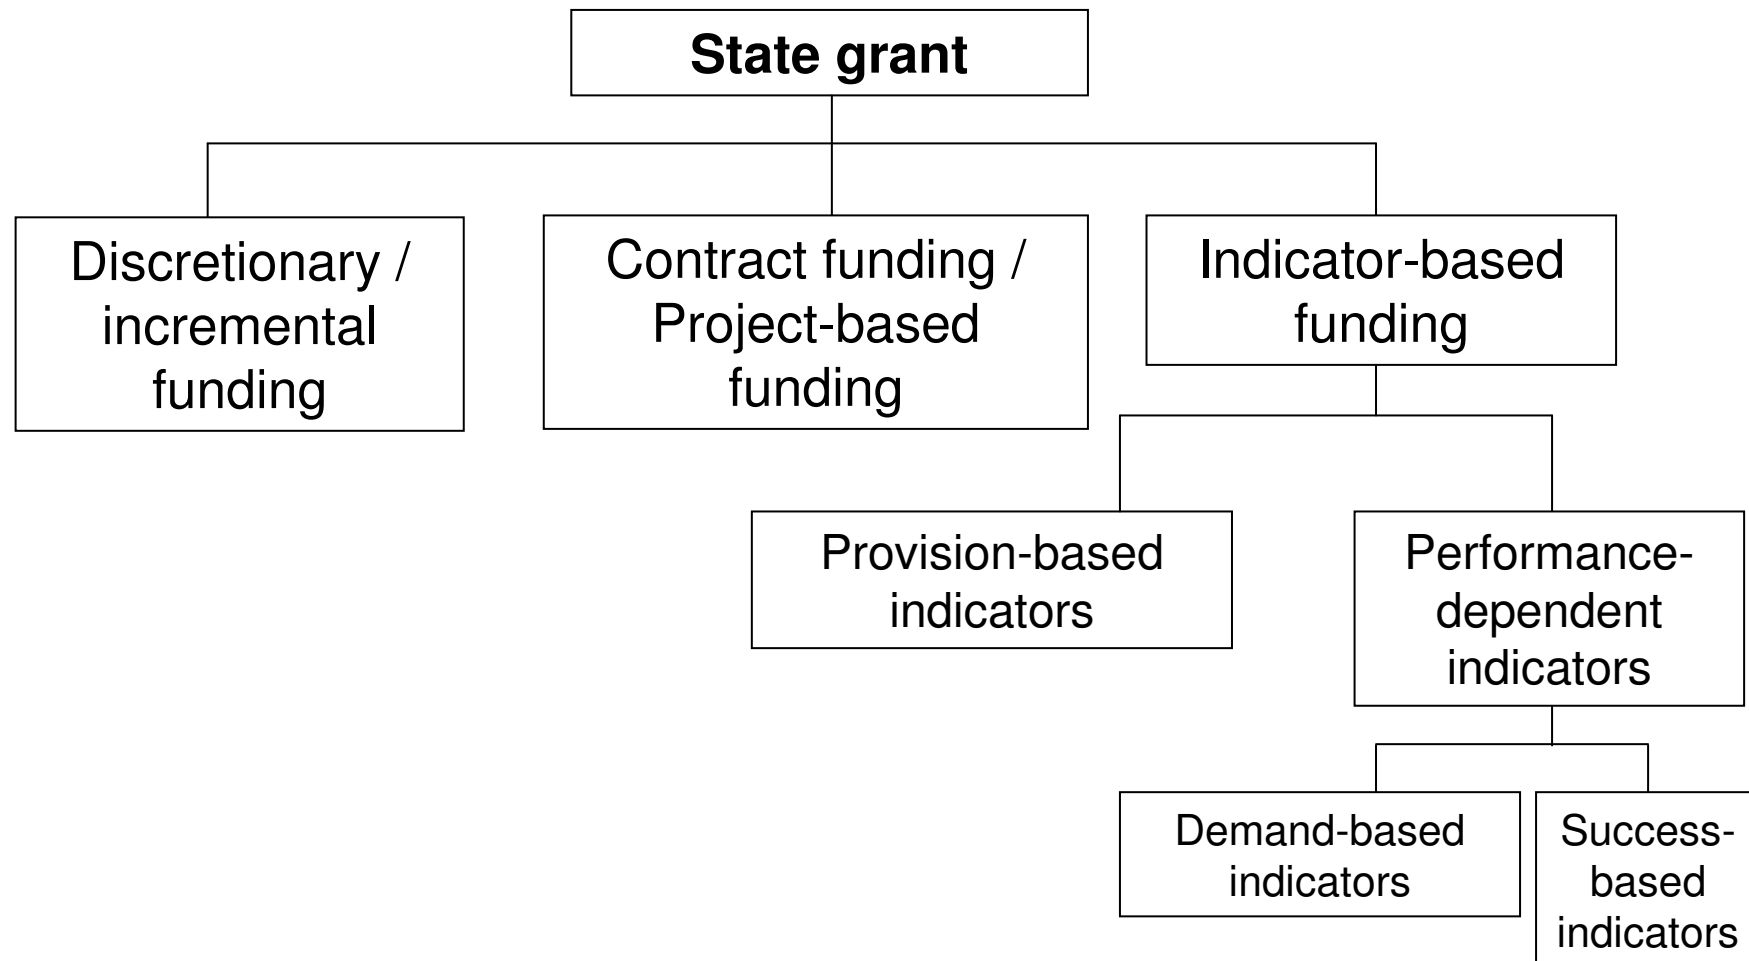 State grant
Discretionary /
incremental
funding
Contract funding /
Project-based
funding
Indicator-based
funding
Provision-based
indicators
Performance-
dependent
indicators
Demand-based
indicators
Success-
based
indicators